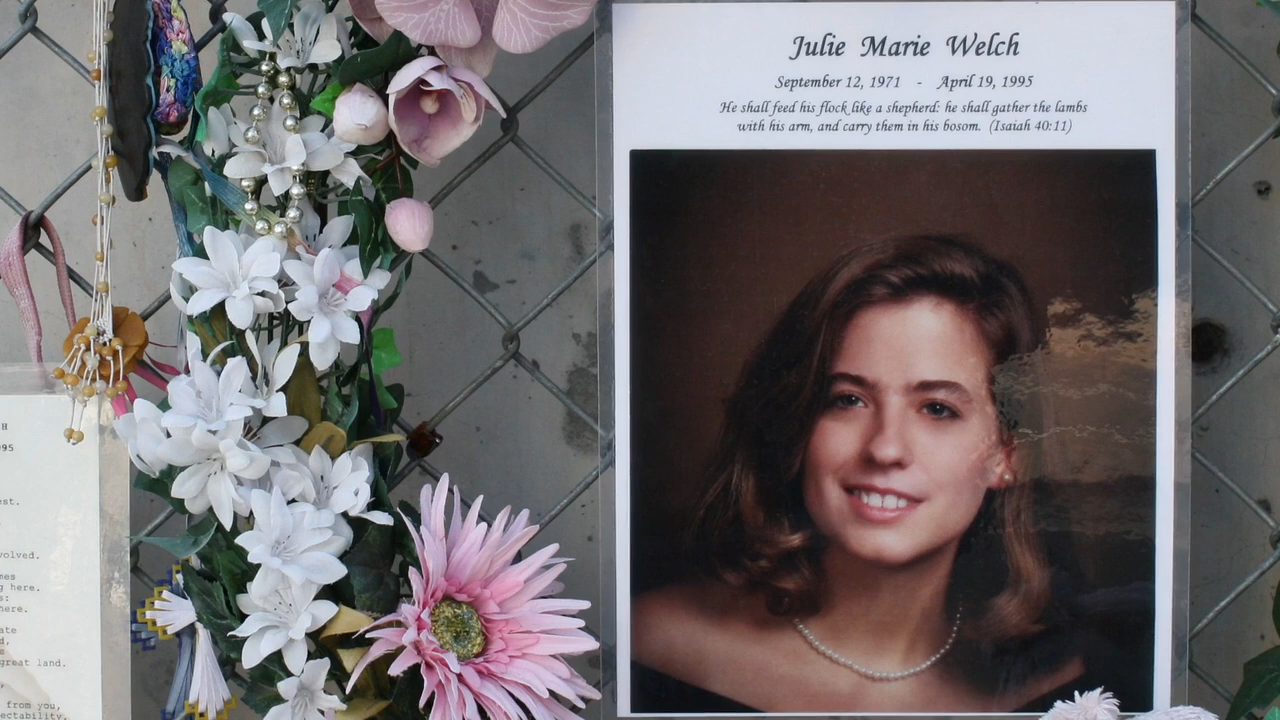 Julie Marie Welch
September 12, 1971 - April 19, 1995
He shall feed his flock like a shepherd: he shall gather the lambs
with his arm, and carry them in his bosom. (Isaiah 40:11)
H
95
est.
volved.
mes
g here.
s:
here.
ate
d,
great land.
from you,
ectability.